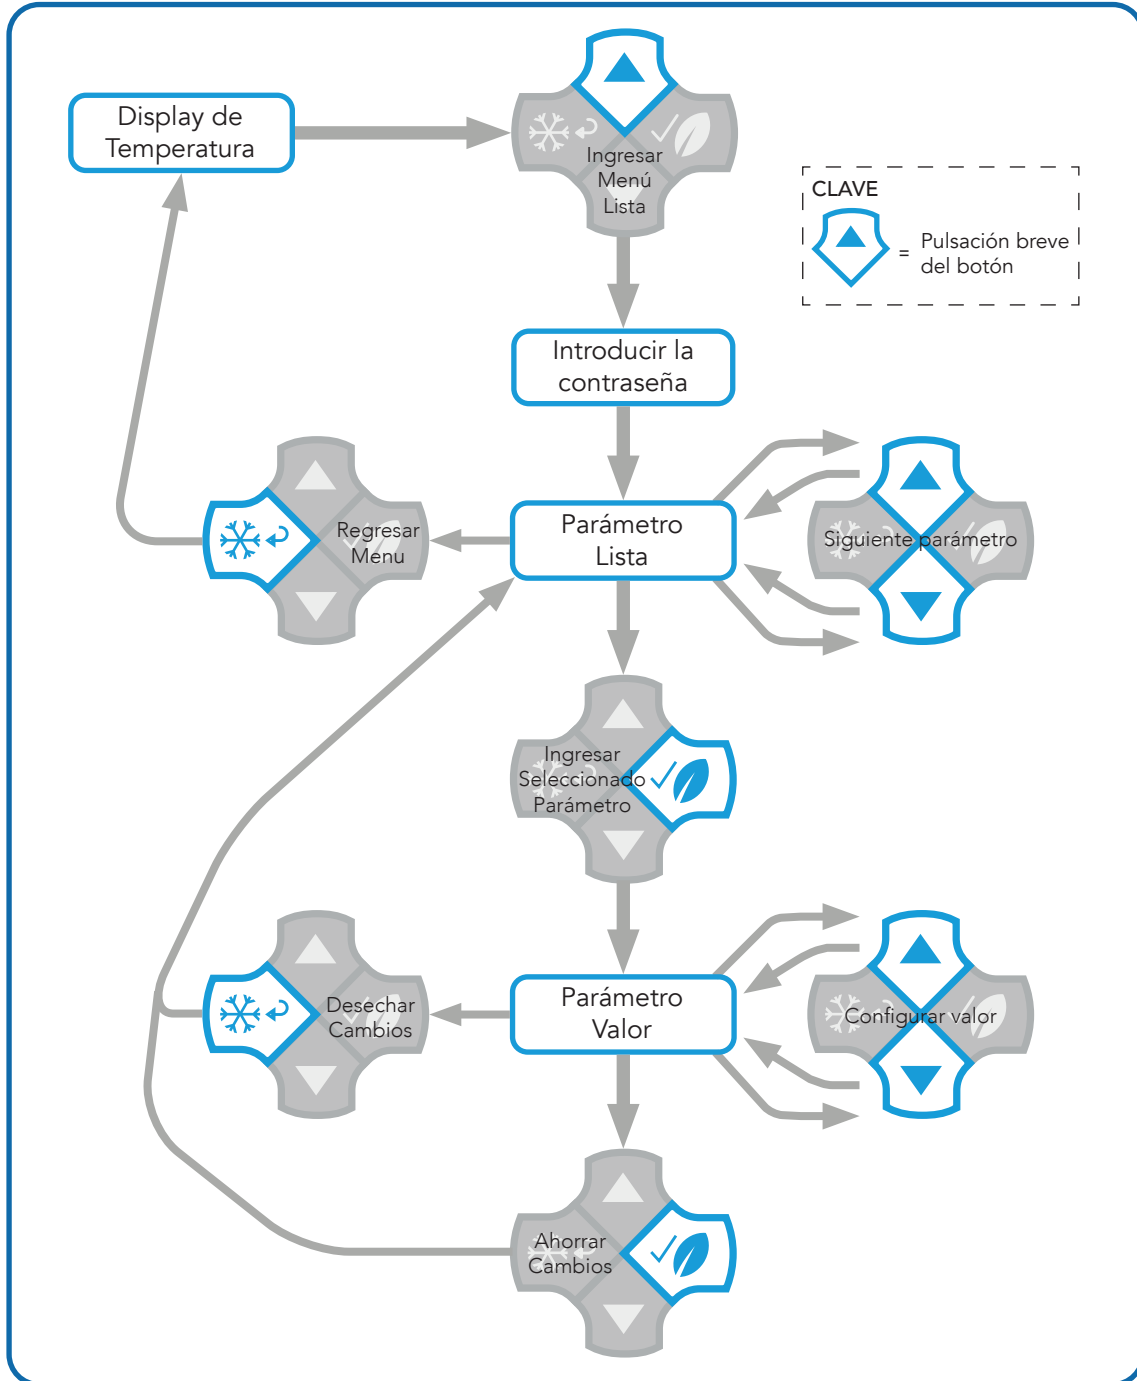 Display de
Temperatura
Ingresar
Menú
Lista
CLAVE
= Pulsación breve
del botón
Introducir la
contraseña
Regresar
Menu
Parámetro
Lista
Siguiente parámetro
Ingresar
Seleccionado
Parámetro
Desechar
Cambios
Parámetro
Valor
Configurar valor
Ahorrar
Cambios